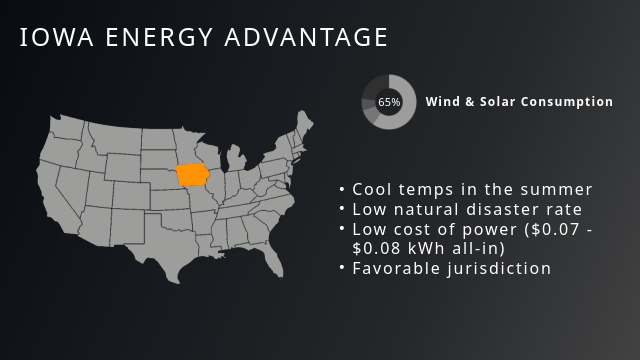 IOWA ENERGY ADVANTAGE
65%
Wind & Solar Consumption
• Cool temps in the summer
• Low natural disaster rate
• Low cost of power ($0.07 -
$0.08 kWh all-in)
• Favorable jurisdiction